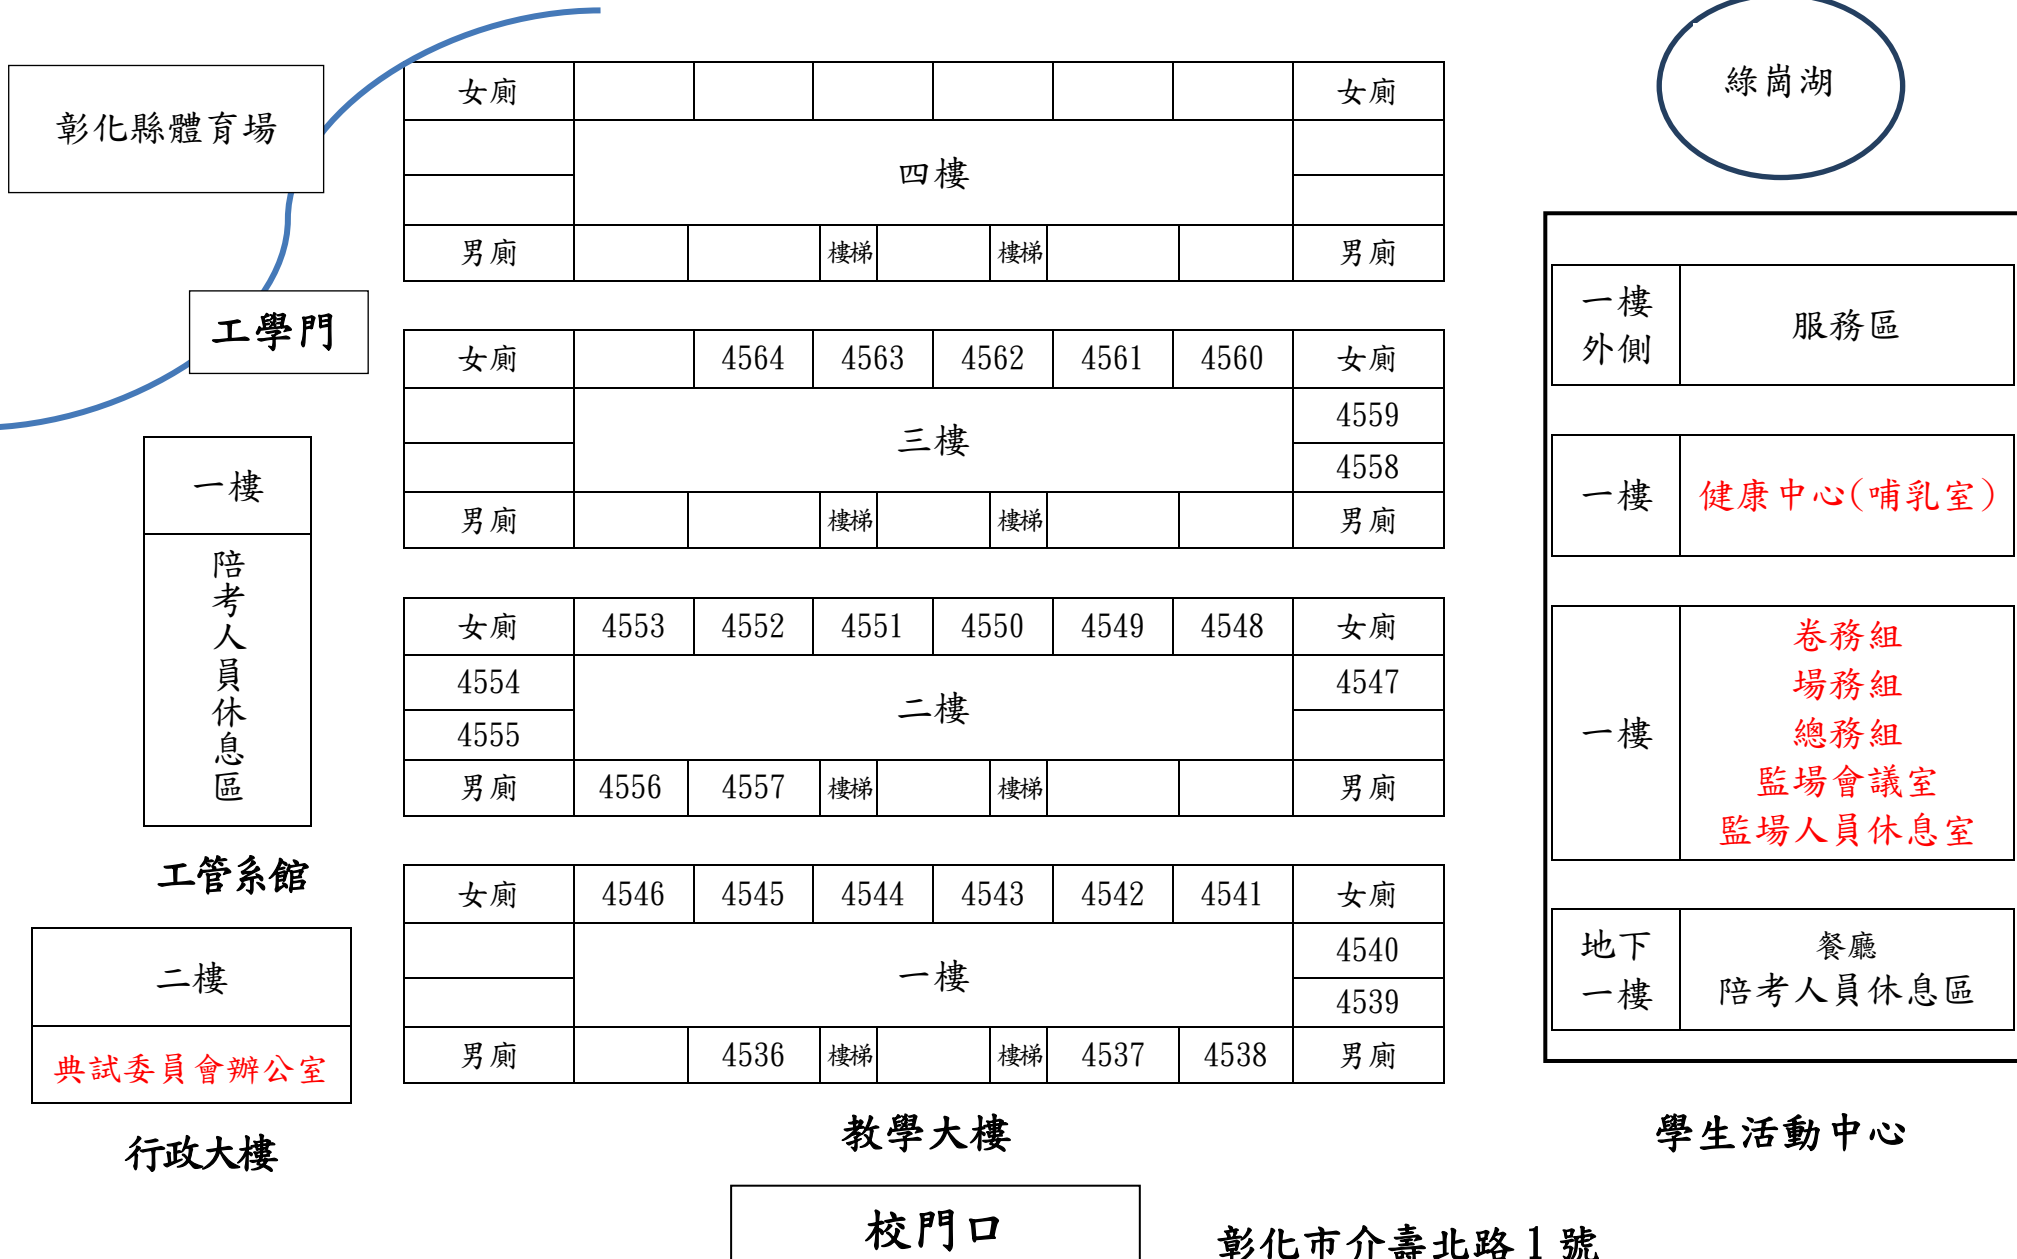 彰化縣體育場
工學門
一樓
陪考人員休息區
工管系館
二樓
典試委員會辦公室
行政大樓
女廁 女廁
四樓
男廁 樓梯 樓梯 男廁
女廁 4564 4563 4562 4561 4560 女廁
4559
三樓
4558
男廁 樓梯 樓梯 男廁
女廁 4553 4552 4551 4550 4549 4548 女廁
4554 4547
二樓
4555
男廁 4556 4557 樓梯 樓梯 男廁
女廁 4546 4545 4544 4543 4542 4541 女廁
4540
一樓
4539
男廁 4536 樓梯 樓梯 4537 4538 男廁
教學大樓
綠崗湖
一樓
外側
服務區
一樓 健康中心(哺乳室)
卷務組
場務組
一樓 總務組
監場會議室
監場人員休息室
地下
一樓
餐廳
陪考人員休息區
學生活動中心
校門口
彰化市介壽北路1號